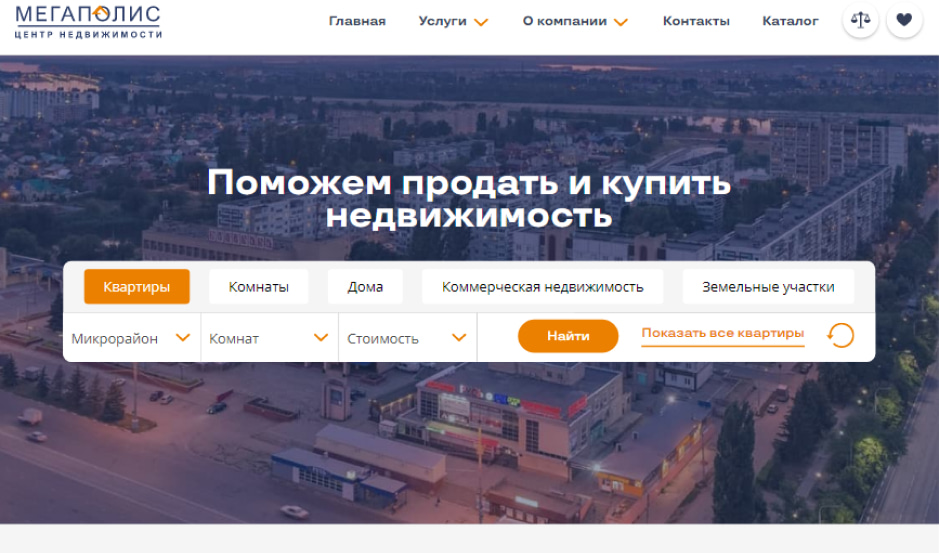 МЕГАПОЛИС
ЦЕНТР НЕДВИЖИМОСТИ
Главная Услуги О компании Контакты Каталог
Поможем продать и купить
недвижимость
Квартиры Комнаты Дома Коммерческая недвижимость Земельные участки
Микрорайон Комнат Стоимость Найти Показать все квартиры